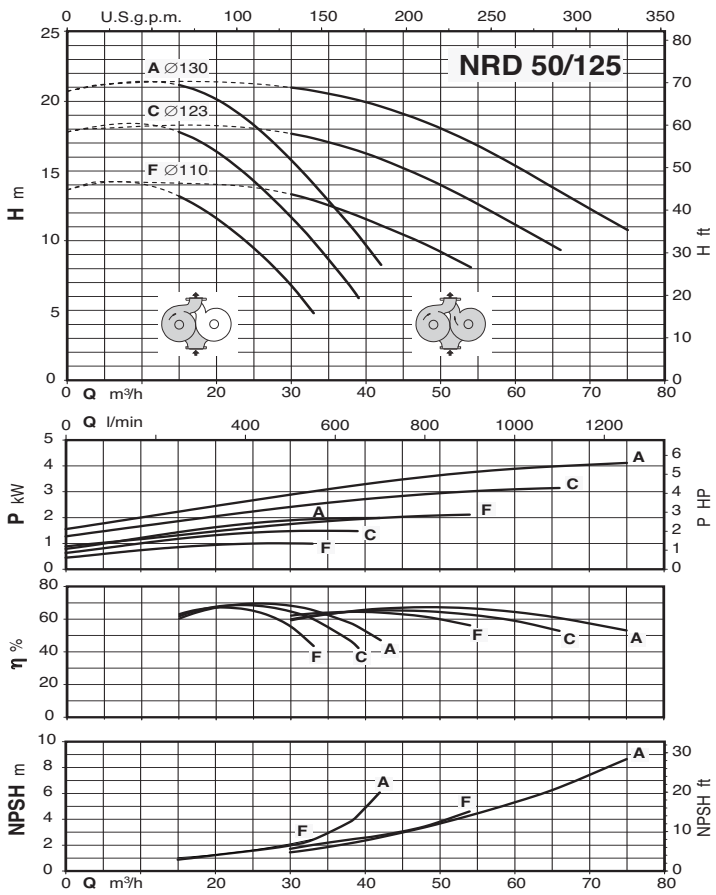 0 U.S.g.p.m. 100 150 200 250 300 350
25 20 15 10 5 0
H m
80 70 60 50 40 30 20 10 0
H ft
NRD 50/125
A ∅130
C ∅123
F ∅110
0 Q m³/h 20 30 40 50 60 70 80
0 Q l/min 400 600 800 1000 1200
5 4 3 2 1 0
P kW
6 5 4 3 2 1 0
P HP
A
C
A F
C
F
80 60 40 20 0
η %
F C A F C A
10 8 6 4 2 0
NPSH m
30 20 10 0
NPSH ft
A
A
F
F
0 Q m³/h 20 30 40 50 60 70 80